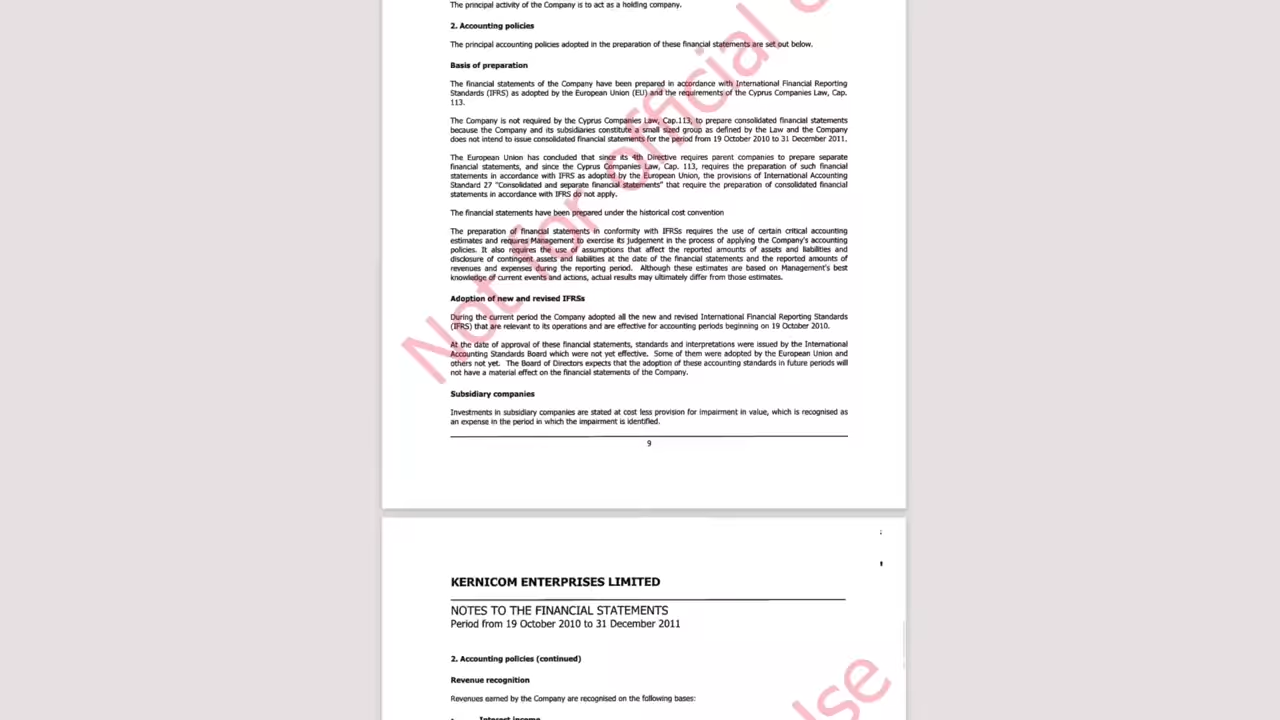 The principal activity of the Company is to act as a holding company.
2. Accounting policies
The principal accounting policies adopted in the preparation of these financial statements are set out below.
Basis of preparation
The financial statements of the Company have been prepared in accordance with International Financial Reporting
Standards (IFRS) as adopted by the European Union (EU) and the requirements of the Cyprus Companies Law, Cap.
113.
The Company is not required by the Cyprus Companies Law, Cap.113, to prepare consolidated financial statements
because the Company and its subsidiaries constitute a small sized group as defined by the Law and the Company
does not intend to issue consolidated financial statements for the period from 19 October 2010 to 31 December 2011.
The European Union has concluded that since its 4th Directive requires parent companies to prepare separate
financial statements, and since the Cyprus Companies Law, Cap. 113, requires the preparation of such financial
statements in accordance with IFRS as adopted by the European Union, the provisions of International Accounting
Standard 27 "Consolidated and separate financial statements" that require the preparation of consolidated financial
statements in accordance with IFRS do not apply.
The financial statements have been prepared under the historical cost convention
The preparation of financial statements in conformity with IFRSs requires the use of certain critical accounting
estimates and requires Management to exercise its judgement in the process of applying the Company's accounting
policies. It also requires the use of assumptions that affect the reported amounts of assets and liabilities and
disclosure of contingent assets and liabilities at the date of the financial statements and the reported amounts of
revenues and expenses during the reporting period. Although these estimates are based on Management's best
knowledge of current events and actions, actual results may ultimately differ from those estimates.
Adoption of new and revised IFRSs
During the current period the Company adopted all the new and revised International Financial Reporting Standards
(IFRS) that are relevant to its operations and are effective for accounting periods beginning on 19 October 2010.
At the date of approval of these financial statements, standards and interpretations were issued by the International
Accounting Standards Board which were not yet effective. Some of them were adopted by the European Union and
others not yet. The Board of Directors expects that the adoption of these accounting standards in future periods will
not have a material effect on the financial statements of the Company.
Subsidiary companies
Investments in subsidiary companies are stated at cost less provision for impairment in value, which is recognised as
an expense in the period in which the impairment is identified.
9
Not for official
KERNICOM ENTERPRISES LIMITED
NOTES TO THE FINANCIAL STATEMENTS
Period from 19 October 2010 to 31 December 2011
2. Accounting policies (continued)
Revenue recognition
Revenues earned by the Company are recognised on the following bases:
• Interest income
use